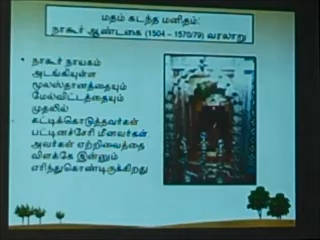 மதம் கடந்த மனிதம்:
நாகூர் ஆண்டகை (1504 – 1570/79) வரலாறு
• நாகூர் நாயகம்
அடங்கியுள்ள
மூலஸ்தானத்தையும்
மேல்விட்டத்தையும்
முதலில்
கட்டிக்கொடுத்தவர்கள்
பட்டினச்சேரி மீனவர்கள்
அவர்கள் ஏற்றிவைத்த
விளக்கே இன்னும்
எரிந்துகொண்டிருக்கிறது